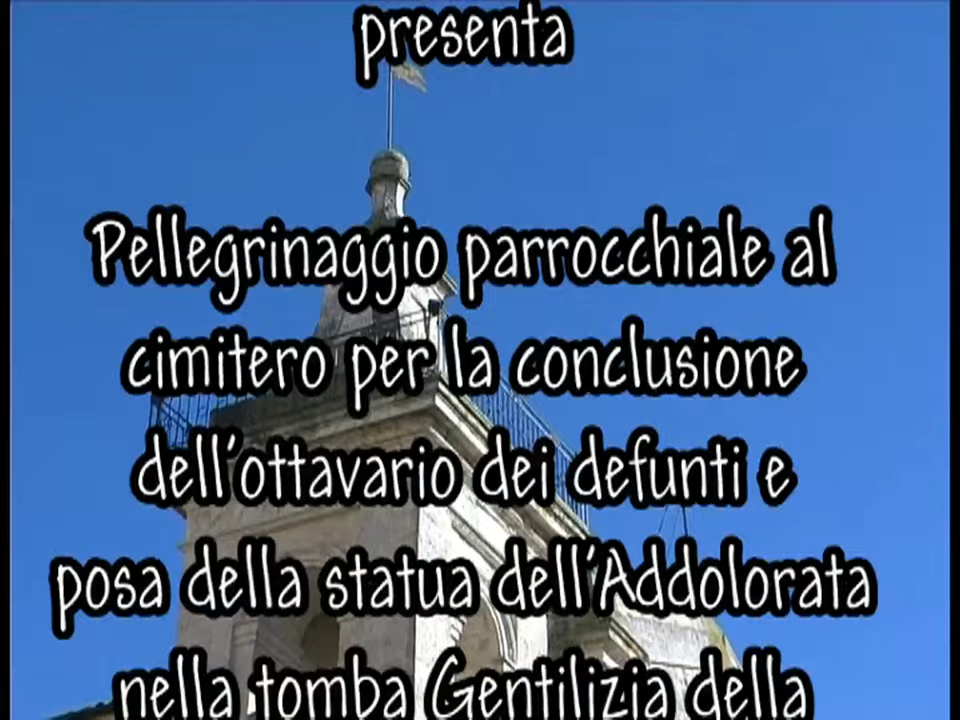 presenta
Pellegrinaggio parrocchiale al
cimitero per la conclusione
dell'ottavario dei defunti e
posa della statua dell'Addolorata
nella tomba Gentilizia della